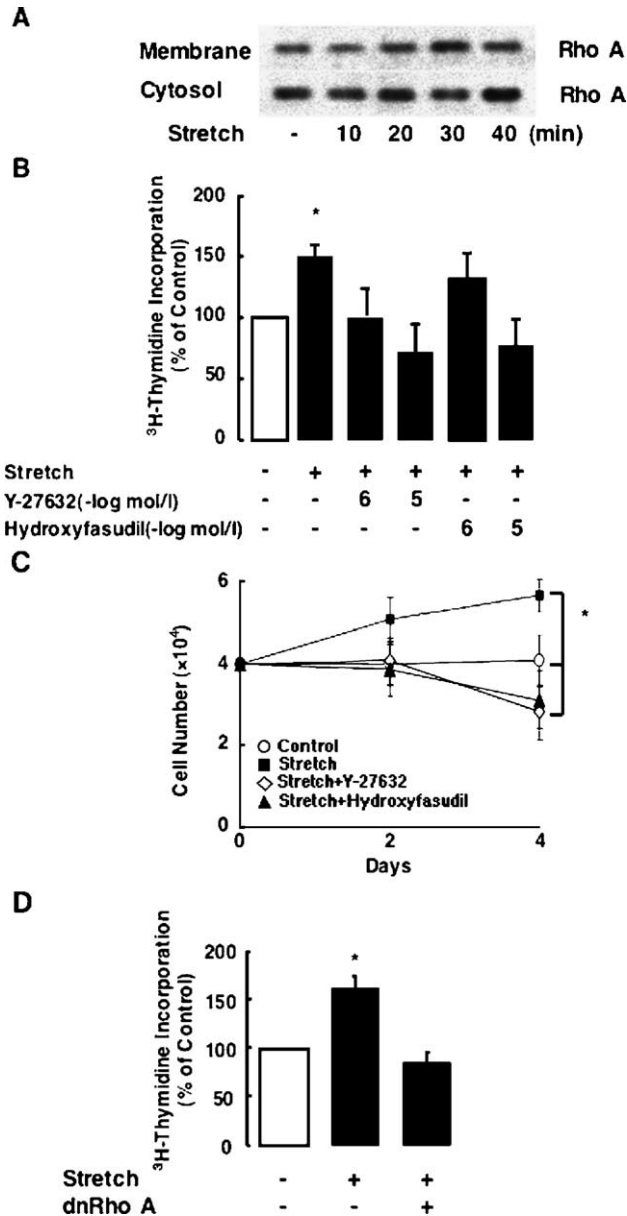 A
Membrane Rho A
Cytosol Rho A
Stretch - 10 20 30 40 (min)
B
³H-Thymidine Incorporation
(% of Control)
200
150
100
50
0
*
Stretch - + + + + +
Y-27632(-log mol/l) - - 6 5 - -
Hydroxyfasudil(-log mol/l) - - - - 6 5
C
Cell Number (×10⁴)
6
4
2
0
*
Control
Stretch
Stretch+Y-27632
Stretch+Hydroxyfasudil
0 2 4
Days
D
³H-Thymidine Incorporation
(% of Control)
200
150
100
50
0
*
Stretch - + +
dnRho A - - +